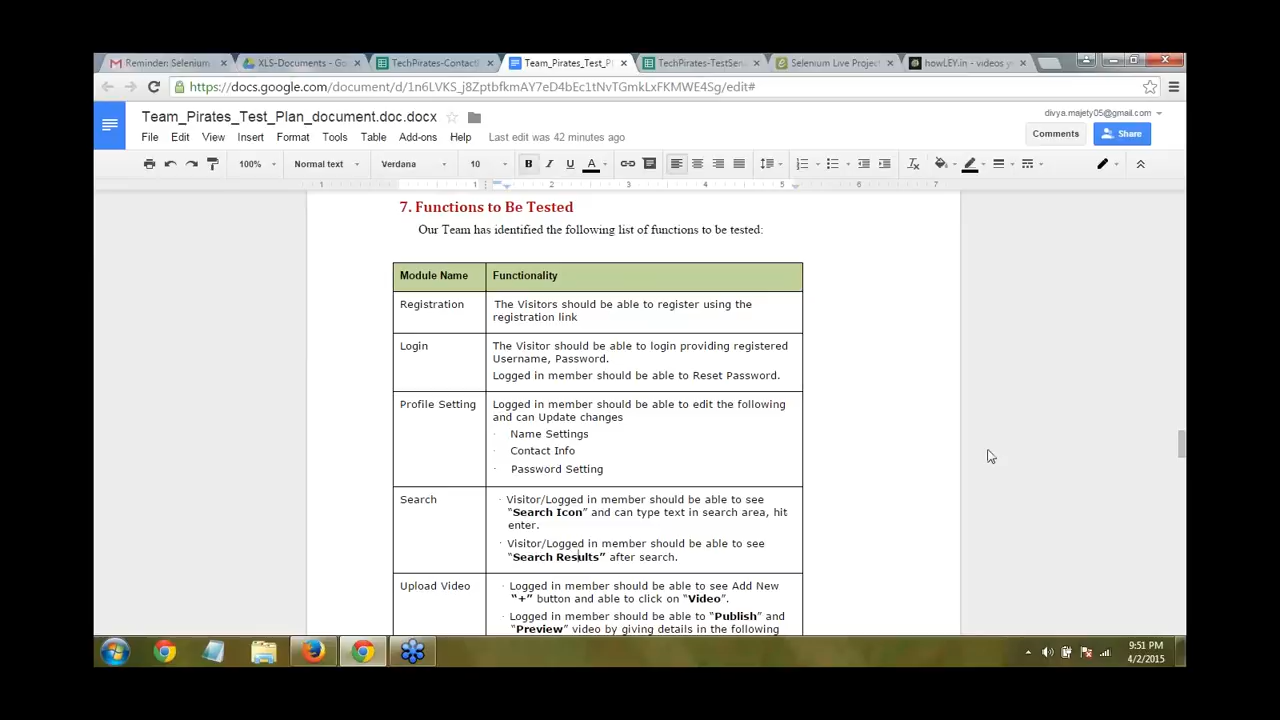 Reminder: Selenium
XLS-Documents - Go
TechPirates-Contact
Team_Pirates_Test_Pl
TechPirates-TestSen
Selenium Live Project
howLEY.in - videos y
https://docs.google.com/document/d/1n6LVKS_j8ZptbfkmAY7eD4bEc1tNvTGmkLxFKMWE4Sg/edit#
Team_Pirates_Test_Plan_document.doc.docx
divya.majety05@gmail.com
File Edit View Insert Format Tools Table Add-ons Help Last edit was 42 minutes ago
Comments
Share
100% Normal text Verdana 10 B I U A
1 1 2 3 4 5 7
7. Functions to Be Tested
Our Team has identified the following list of functions to be tested:
Module Name Functionality
Registration
The Visitors should be able to register using the
registration link
Login
The Visitor should be able to login providing registered
Username, Password.
Logged in member should be able to Reset Password.
Profile Setting
Logged in member should be able to edit the following
and can Update changes
· Name Settings
· Contact Info
· Password Setting
Search
· Visitor/Logged in member should be able to see
“Search Icon” and can type text in search area, hit
enter.
· Visitor/Logged in member should be able to see
“Search Results” after search.
Upload Video
· Logged in member should be able to see Add New
“+” button and able to click on “Video”.
· Logged in member should be able to “Publish” and
“Preview” video by giving details in the following
9:51 PM
4/2/2015